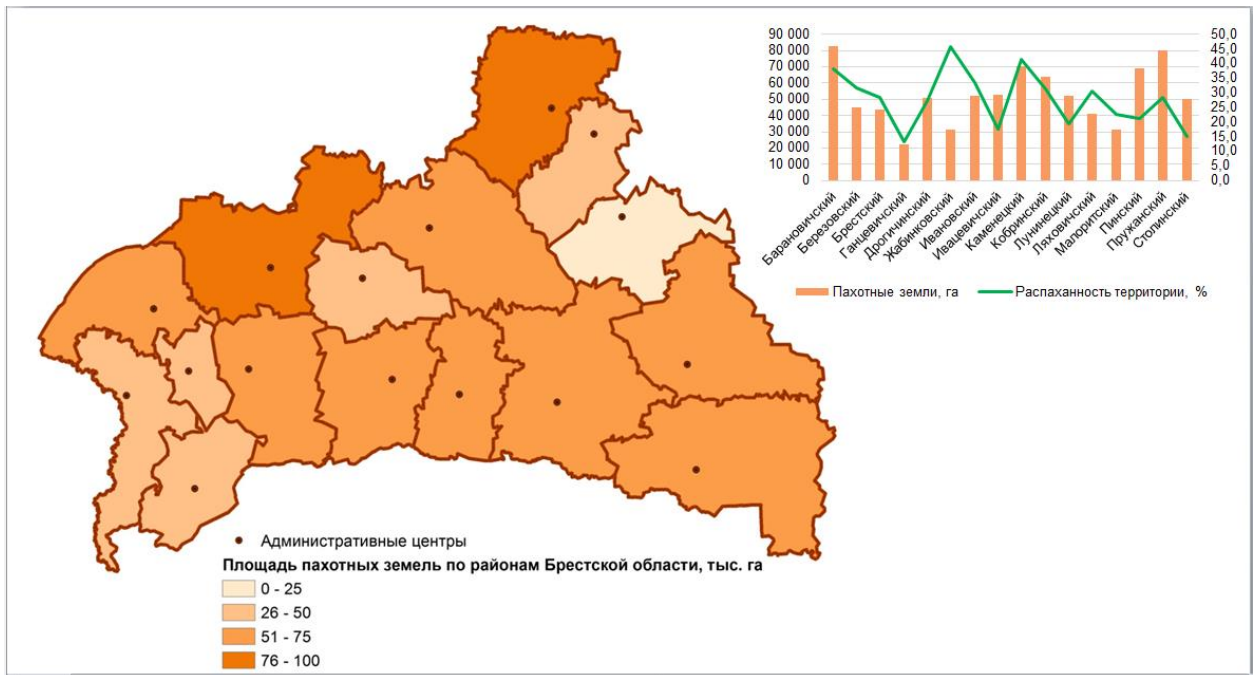 90 000
80 000
70 000
60 000
50 000
40 000
30 000
20 000
10 000
0
50,0
45,0
40,0
35,0
30,0
25,0
20,0
15,0
10,0
5,0
0,0
Барановичский
Березовский
Брестский
Ганцевичский
Дрогичинский
Жабинковский
Ивановский
Ивацевичский
Каменецкий
Кобринский
Лунинецкий
Ляховичский
Малоритский
Пинский
Пружанский
Столинский
Пахотные земли, га
Распаханность территории, %
Административные центры
Площадь пахотных земель по районам Брестской области, тыс. га
0 - 25
26 - 50
51 - 75
76 - 100